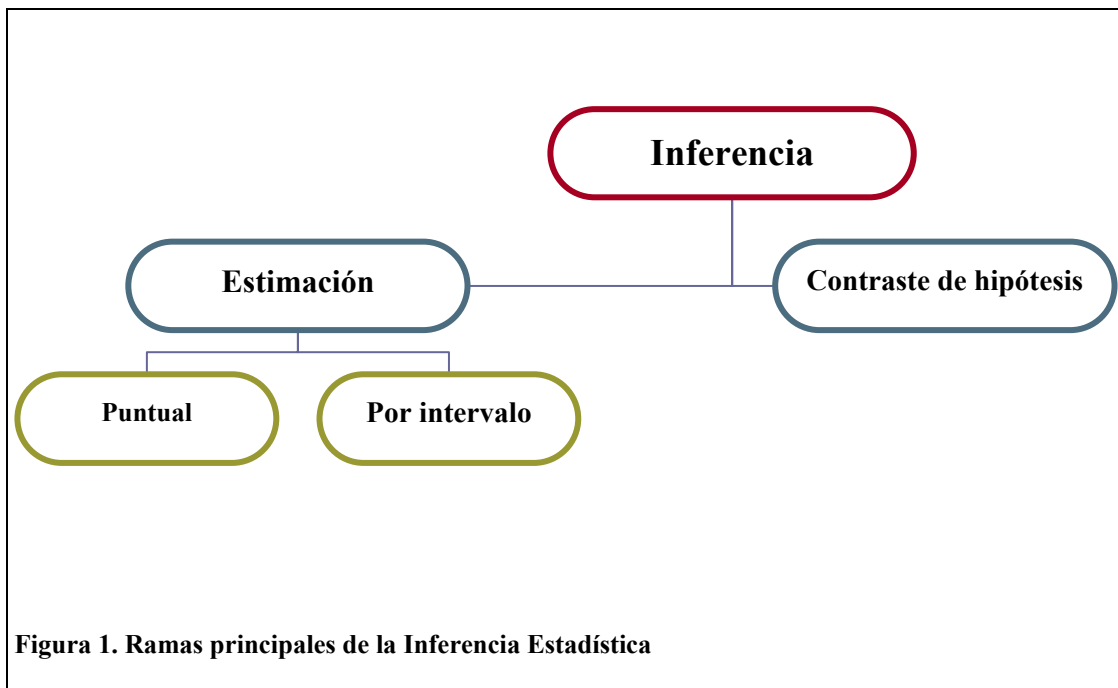 Inferencia
Estimación
Contraste de hipótesis
Puntual
Por intervalo
Figura 1. Ramas principales de la Inferencia Estadística